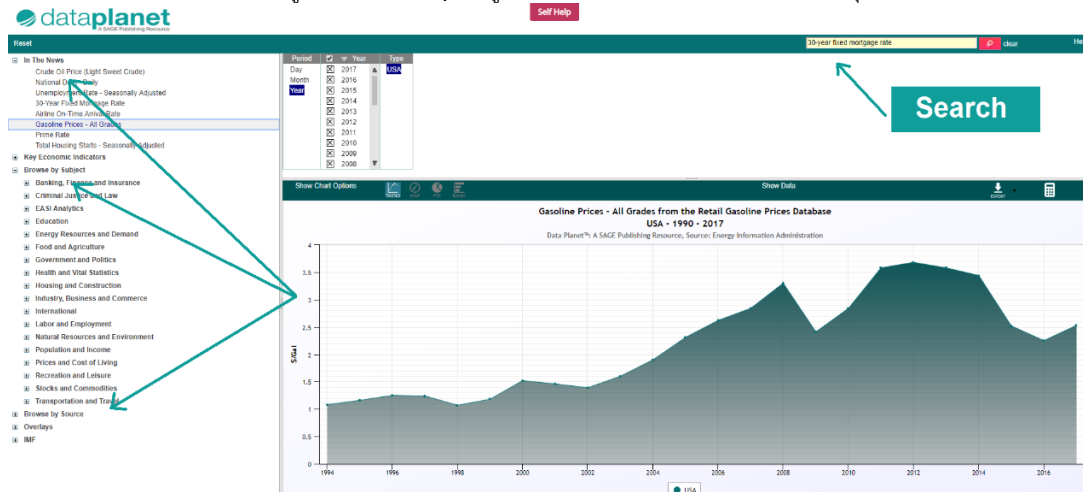 dataplanet
A SAGE Publishing Resource
Self Help
Reset
30-year fixed mortgage rate
clear
In The News
Crude Oil Price (Light Sweet Crude)
National Debt - Daily
Unemployment Rate - Seasonally Adjusted
30-Year Fixed Mortgage Rate
Airline On-Time Arrival Rate
Gasoline Prices - All Grades
Prime Rate
Total Housing Starts - Seasonally Adjusted
Key Economic Indicators
Browse by Subject
Banking, Finance and Insurance
Criminal Justice and Law
EASI Analytics
Education
Energy Resources and Demand
Food and Agriculture
Government and Politics
Health and Vital Statistics
Housing and Construction
Industry, Business and Commerce
International
Labor and Employment
Natural Resources and Environment
Population and Income
Prices and Cost of Living
Recreation and Leisure
Stocks and Commodities
Transportation and Travel
Browse by Source
Overlays
IMF
Period Year Type
Day 2017 USA
Month 2016
Year 2015
2014
2013
2012
2011
2010
2009
2008
Search
Show Chart Options
Show Data
EXPORT
Gasoline Prices - All Grades from the Retail Gasoline Prices Database
USA - 1990 - 2017
Data Planet™: A SAGE Publishing Resource, Source: Energy Information Administration
$/Gal
4
3.5
3
2.5
2
1.5
1
0.5
0
1994 1996 1998 2000 2002 2004 2006 2008 2010 2012 2014 2016
USA